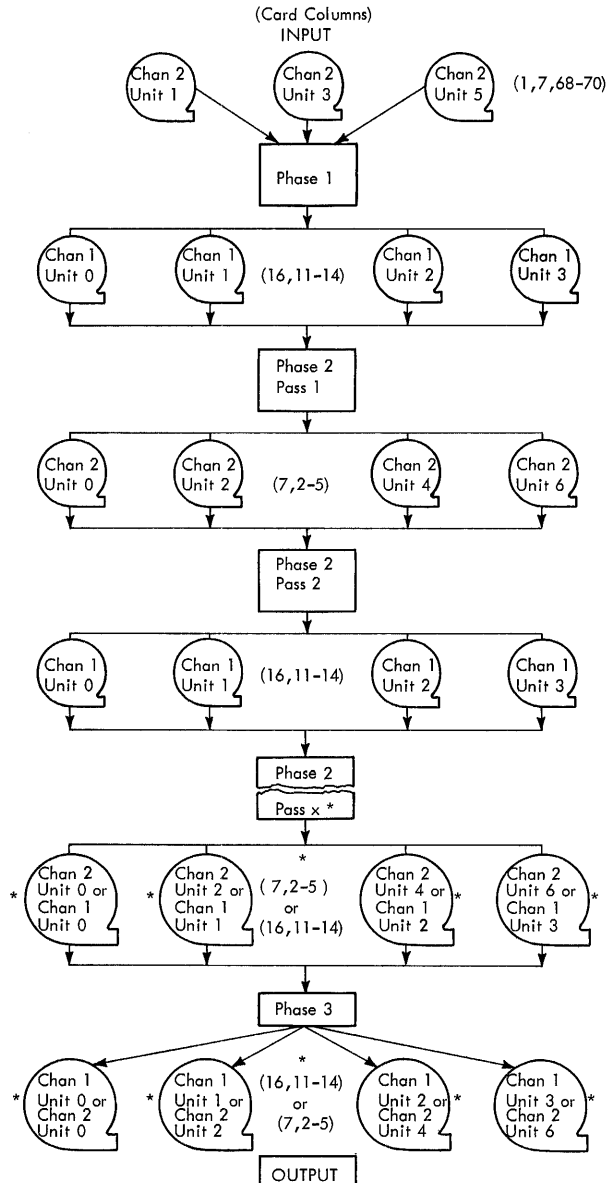 (Card Columns)
INPUT
Chan 2
Unit 1
Chan 2
Unit 3
Chan 2
Unit 5
(1,7,68-70)
Phase 1
Chan 1
Unit 0
Chan 1
Unit 1
(16,11-14)
Chan 1
Unit 2
Chan 1
Unit 3
Phase 2
Pass 1
Chan 2
Unit 0
Chan 2
Unit 2
(7,2-5)
Chan 2
Unit 4
Chan 2
Unit 6
Phase 2
Pass 2
Chan 1
Unit 0
Chan 1
Unit 1
(16,11-14)
Chan 1
Unit 2
Chan 1
Unit 3
Phase 2
Pass x *
*
Chan 2
Unit 0 or
Chan 1
Unit 0
*
Chan 2
Unit 2 or
Chan 1
Unit 1
*
(7,2-5)
or
(16,11-14)
Chan 2
Unit 4 or
Chan 1
Unit 2
*
Chan 2
Unit 6 or
Chan 1
Unit 3
*
Phase 3
*
Chan 1
Unit 0 or
Chan 2
Unit 0
*
Chan 1
Unit 1 or
Chan 2
Unit 2
*
(16,11-14)
or
(7,2-5)
Chan 1
Unit 2 or
Chan 2
Unit 4
*
Chan 1
Unit 3 or
Chan 2
Unit 6
*
OUTPUT